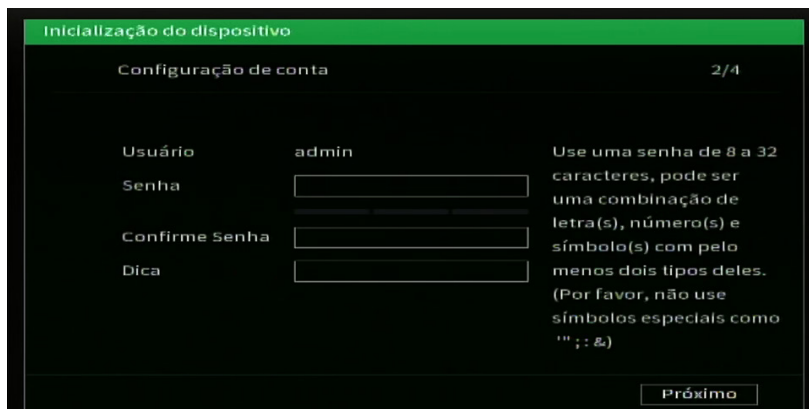 Inicialização do dispositivo
Configuração de conta 2/4
Usuário admin
Senha
Confirme Senha
Dica
Use uma senha de 8 a 32
caracteres, pode ser
uma combinação de
letra(s), número(s) e
símbolo(s) com pelo
menos dois tipos deles.
(Por favor, não use
símbolos especiais como
'" ; : &)
Próximo